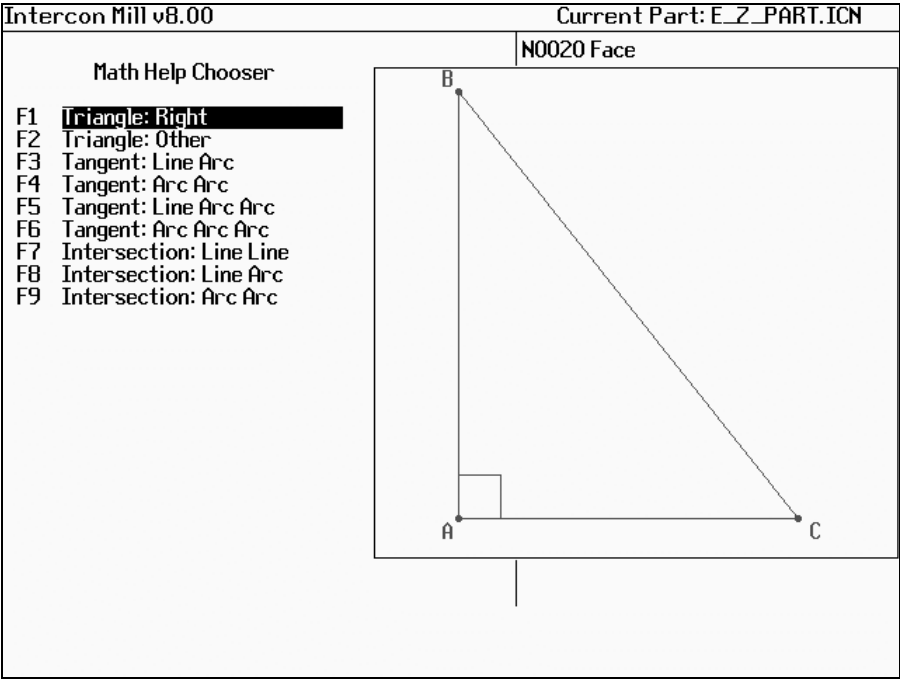 Intercon Mill v8.00 Current Part: E_Z_PART.ICN
N0020 Face
Math Help Chooser
F1 Triangle: Right
F2 Triangle: Other
F3 Tangent: Line Arc
F4 Tangent: Arc Arc
F5 Tangent: Line Arc Arc
F6 Tangent: Arc Arc Arc
F7 Intersection: Line Line
F8 Intersection: Line Arc
F9 Intersection: Arc Arc
B
A
C